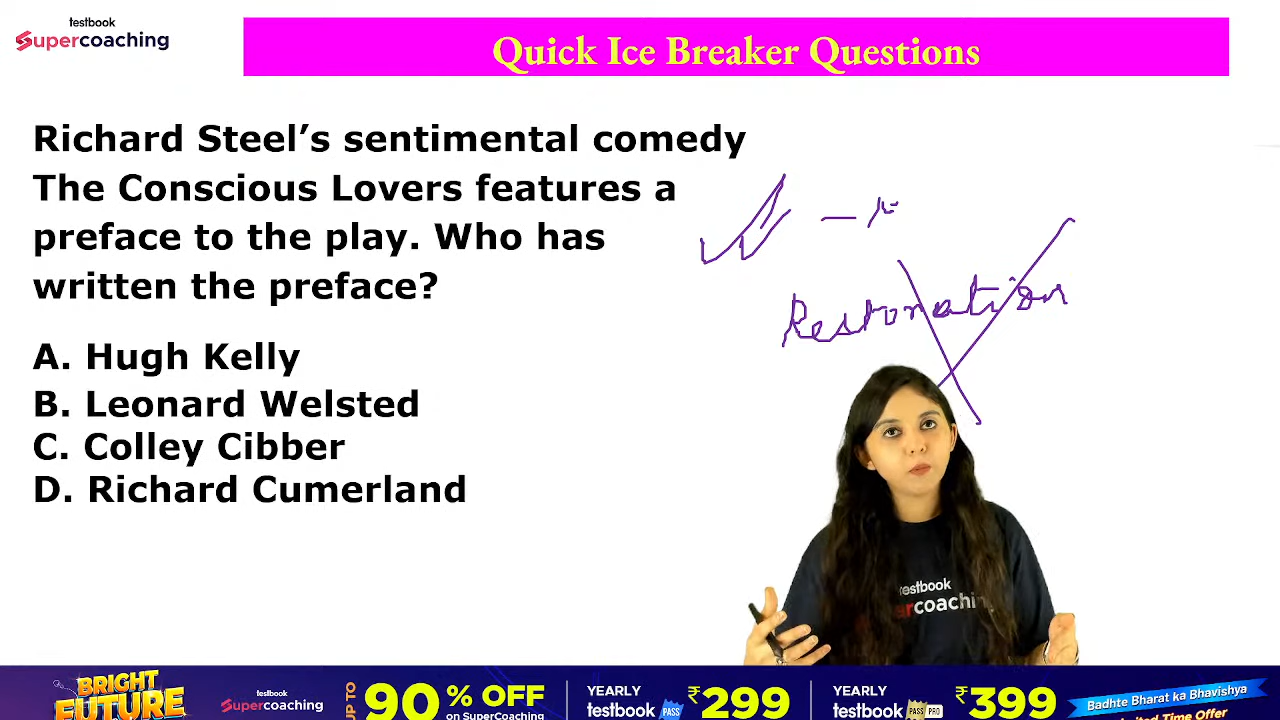 testbook
Supercoaching
Quick Ice Breaker Questions
Richard Steel’s sentimental comedy
The Conscious Lovers features a
preface to the play. Who has
written the preface?
Restoration
A. Hugh Kelly
B. Leonard Welsted
C. Colley Cibber
D. Richard Cumerland
testbook
supercoaching
BRIGHT
FUTURE
testbook
Supercoaching
UPTO
90% OFF
on SuperCoaching
YEARLY
testbook PASS
₹299
YEARLY
testbook PASS PRO
₹399
Badhte Bharat ka Bhavishya
Time Offer